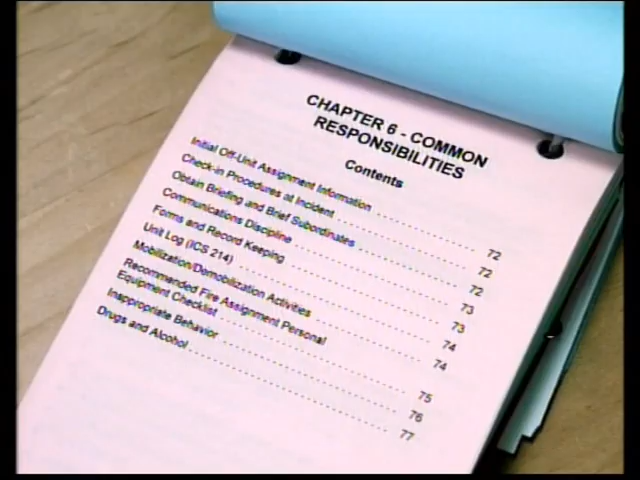 CHAPTER 6 - COMMON
RESPONSIBILITIES
Contents
Initial Off-Unit Assignment Information 72
Check-in Procedures at Incident 72
Obtain Briefing and Brief Subordinates 72
Communications Discipline 73
Forms and Record Keeping 73
Unit Log (ICS 214) 74
Mobilization/Demobilization Activities 74
Recommended Fire Assignment Personal
Equipment Checklist 75
Inappropriate Behavior 76
Drugs and Alcohol 77